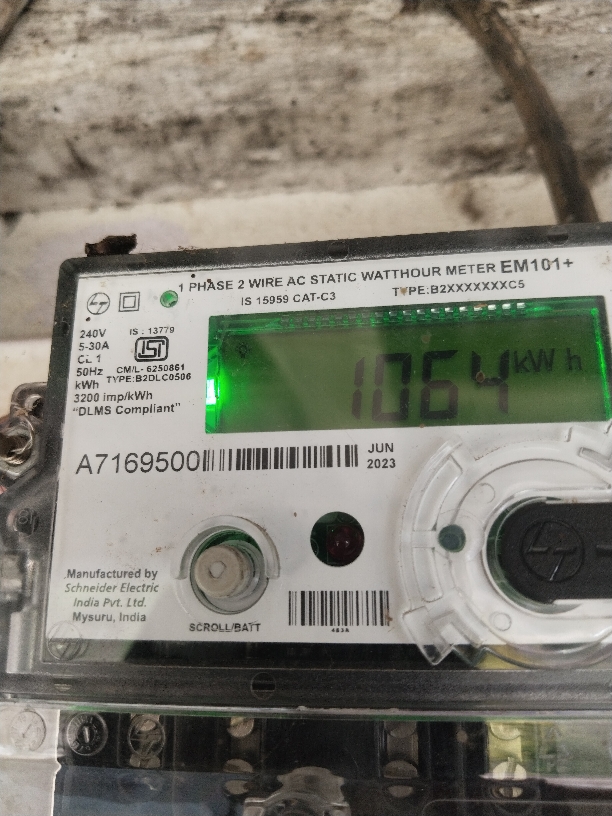 1 PHASE 2 WIRE AC STATIC WATTHOUR METER EM101+
IS 15959 CAT-C3 TYPE:B2XXXXXXXC5
240V
5-30A
CL 1
50Hz
kWh
3200 imp/kWh
"DLMS Compliant"
IS : 13779
ISI
CM/L- 6250861
TYPE:B2DLC0506
1064 kWh
A7169500
JUN
2023
Manufactured by
Schneider Electric
India Pvt. Ltd.
Mysuru, India
SCROLL/BATT
LT